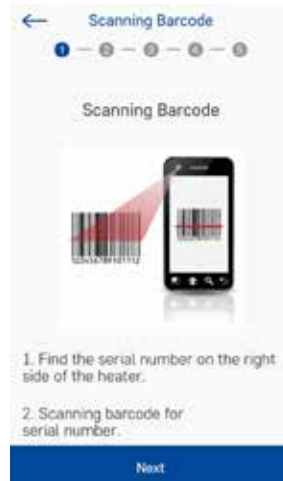 Scanning Barcode
1 - 2 - 3 - 4 - 5
Scanning Barcode
123456789101112
1. Find the serial number on the right
side of the heater.
2. Scanning barcode for
serial number.
Next